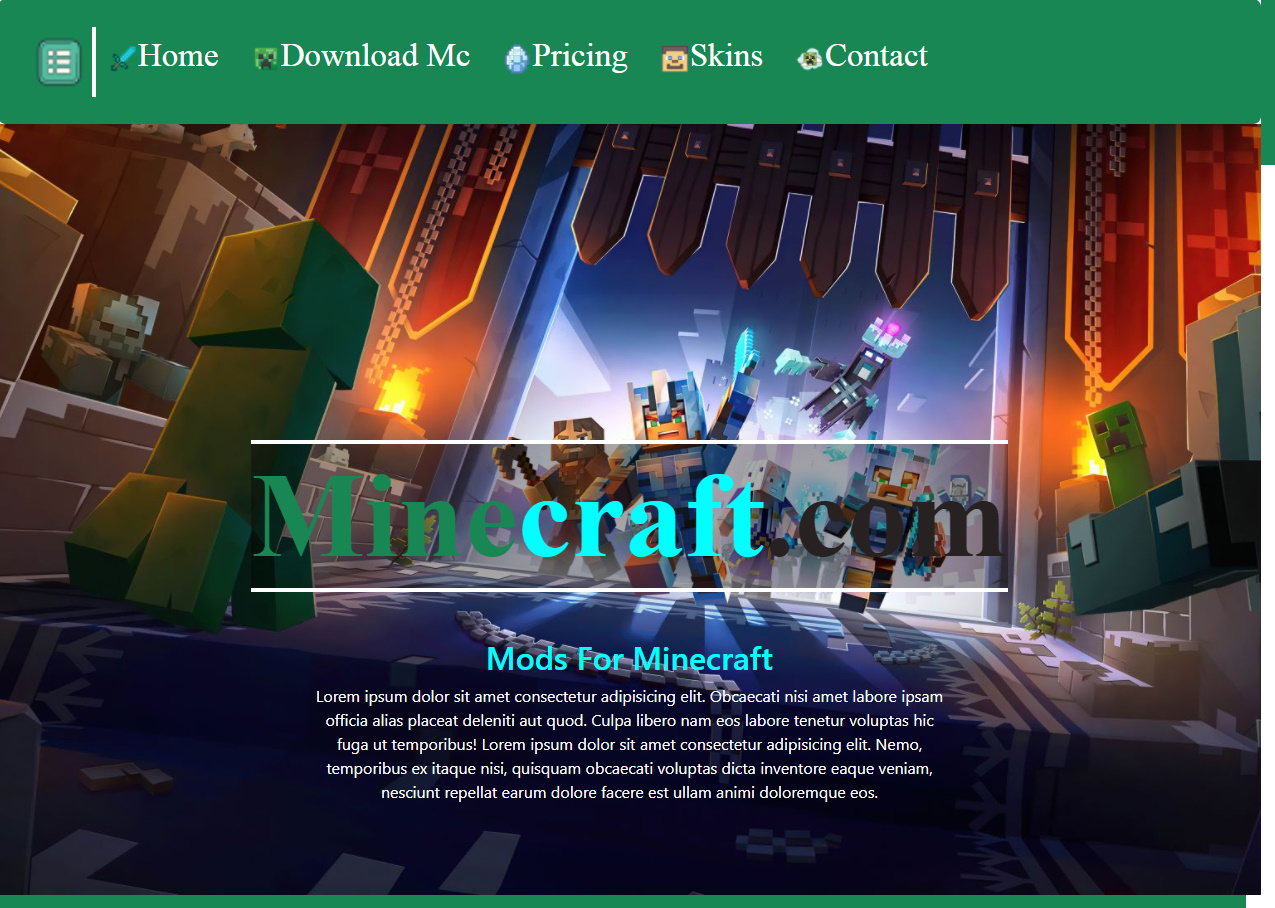 Home Download Mc Pricing Skins Contact
Minecraft.com
Mods For Minecraft
Lorem ipsum dolor sit amet consectetur adipisicing elit. Obcaecati nisi amet labore ipsam
officia alias placeat deleniti aut quod. Culpa libero nam eos labore tenetur voluptas hic
fuga ut temporibus! Lorem ipsum dolor sit amet consectetur adipisicing elit. Nemo,
temporibus ex itaque nisi, quisquam obcaecati voluptas dicta inventore eaque veniam,
nesciunt repellat earum dolore facere est ullam animi doloremque eos.